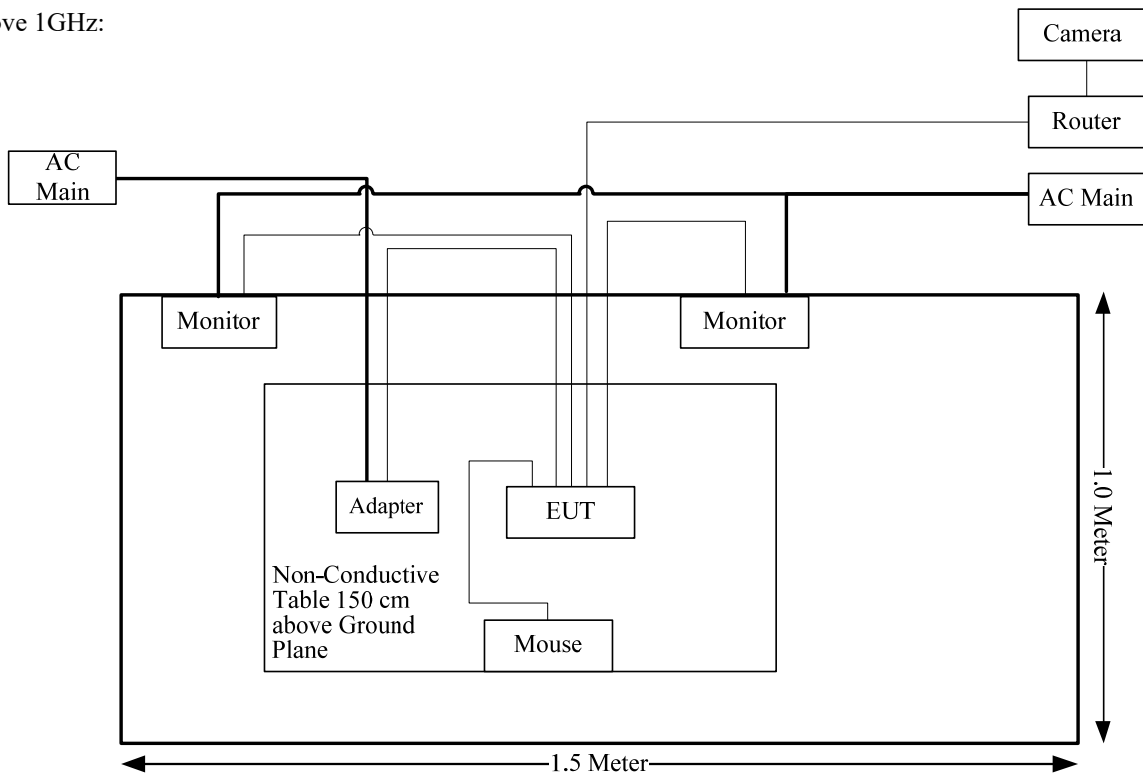 ove 1GHz:
Camera
Router
AC
Main
AC Main
Monitor
Monitor
Adapter
EUT
Non-Conductive
Table 150 cm
above Ground
Plane
Mouse
1.0 Meter
1.5 Meter